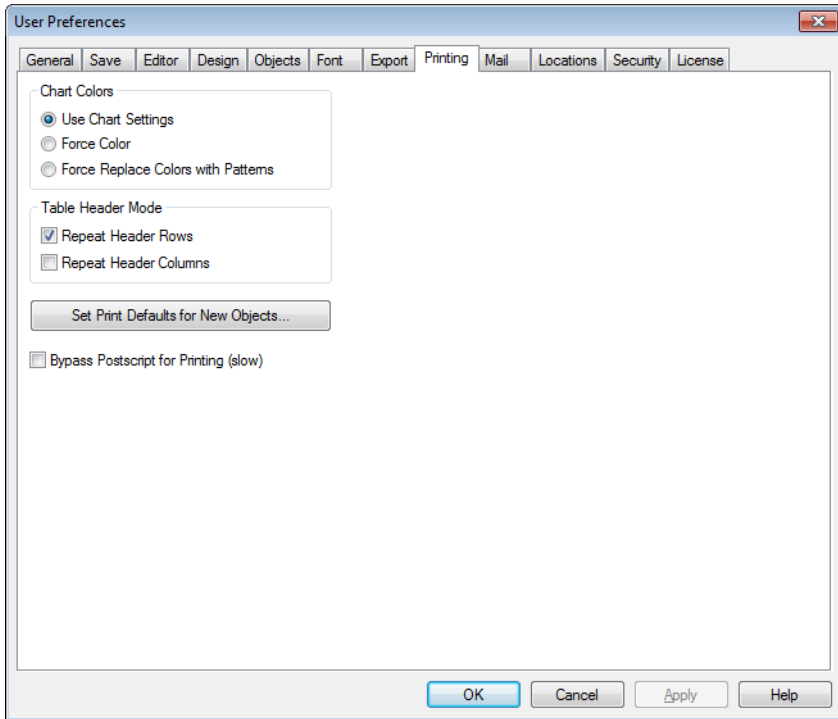 User Preferences
General Save Editor Design Objects Font Export Printing Mail Locations Security License
Chart Colors
Use Chart Settings
Force Color
Force Replace Colors with Patterns
Table Header Mode
Repeat Header Rows
Repeat Header Columns
Set Print Defaults for New Objects...
Bypass Postscript for Printing (slow)
OK Cancel Apply Help